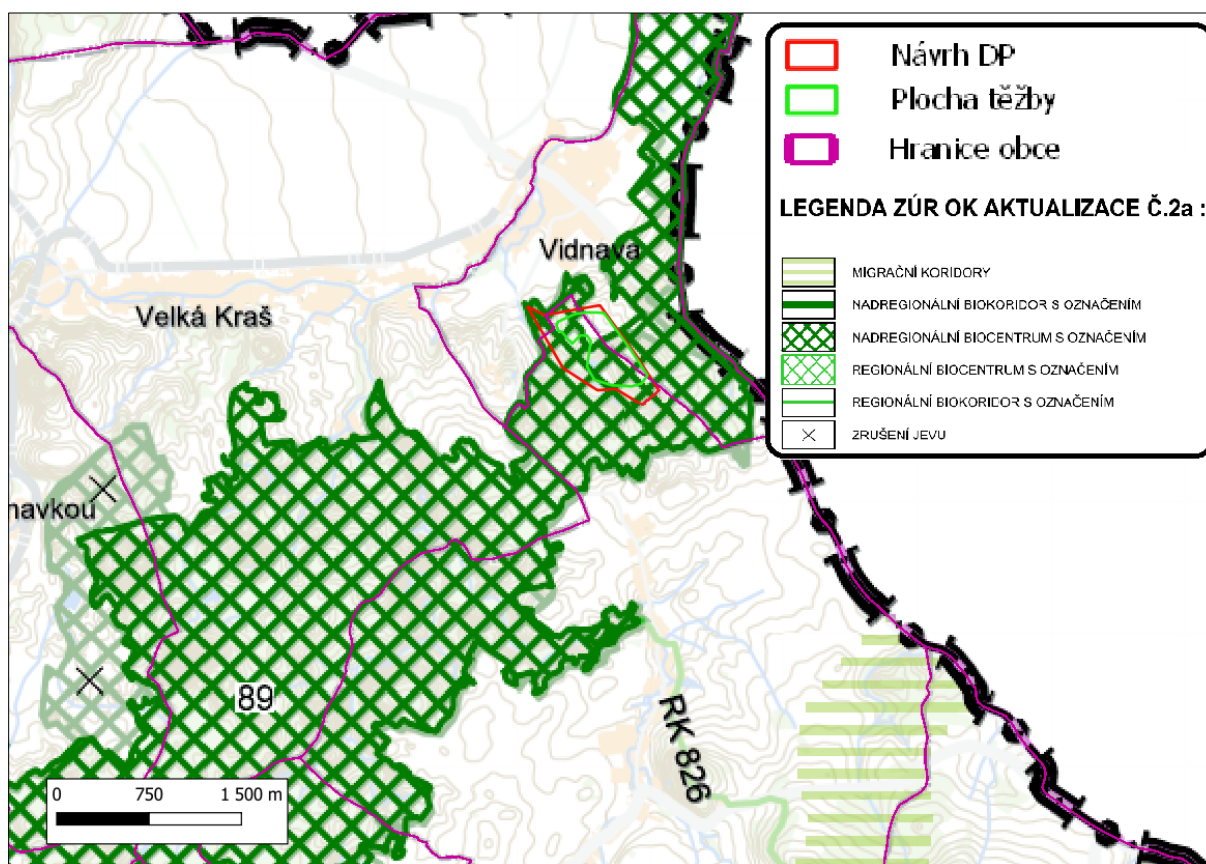 Návrh DP
Plocha těžby
Hranice obce
LEGENDA ZÚR OK AKTUALIZACE Č.2a :
MIGRAČNÍ KORIDORY
NADREGIONÁLNÍ BIOKORIDOR S OZNAČENÍM
NADREGIONÁLNÍ BIOCENTRUM S OZNAČENÍM
REGIONÁLNÍ BIOCENTRUM S OZNAČENÍM
REGIONÁLNÍ BIOKORIDOR S OZNAČENÍM
ZRUŠENÍ JEVU
Vidnava
Velká Kraš
navkou
89
RK 826
0 750 1 500 m